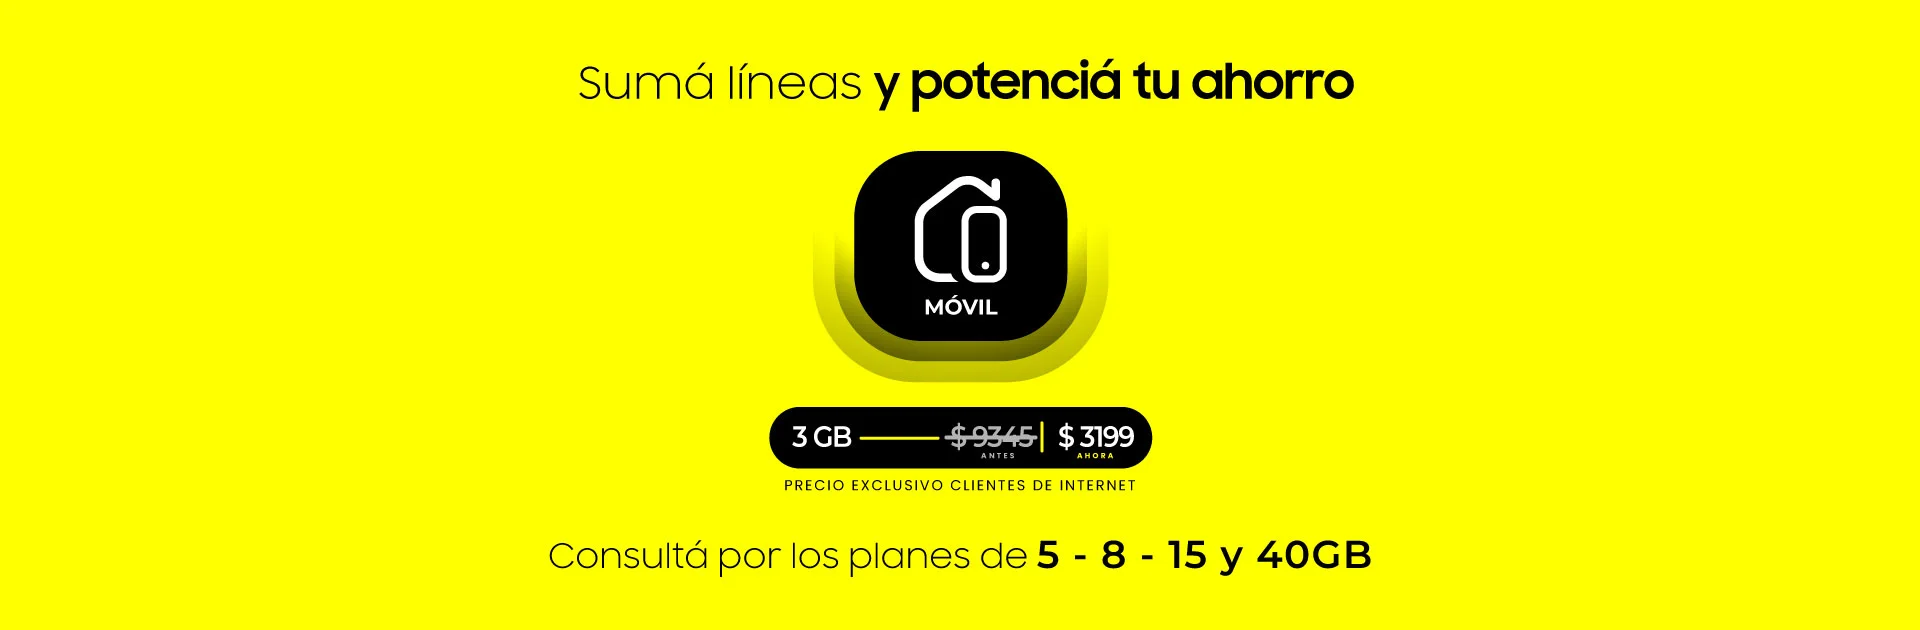 Sumá líneas y potenciá tu ahorro
MÓVIL
3 GB $ 9345 $ 3199
ANTES AHORA
PRECIO EXCLUSIVO CLIENTES DE INTERNET
Consultá por los planes de 5 - 8 - 15 y 40GB